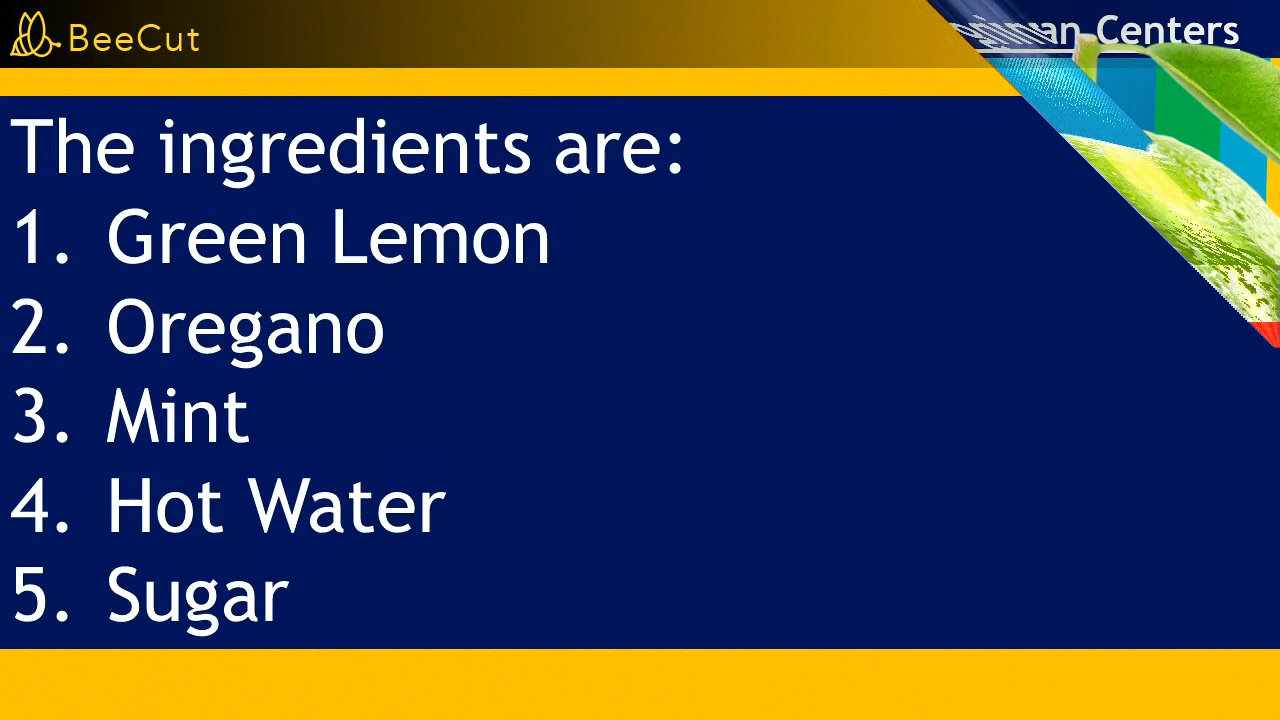 BeeCut
Centers
The ingredients are:
1. Green Lemon
2. Oregano
3. Mint
4. Hot Water
5. Sugar